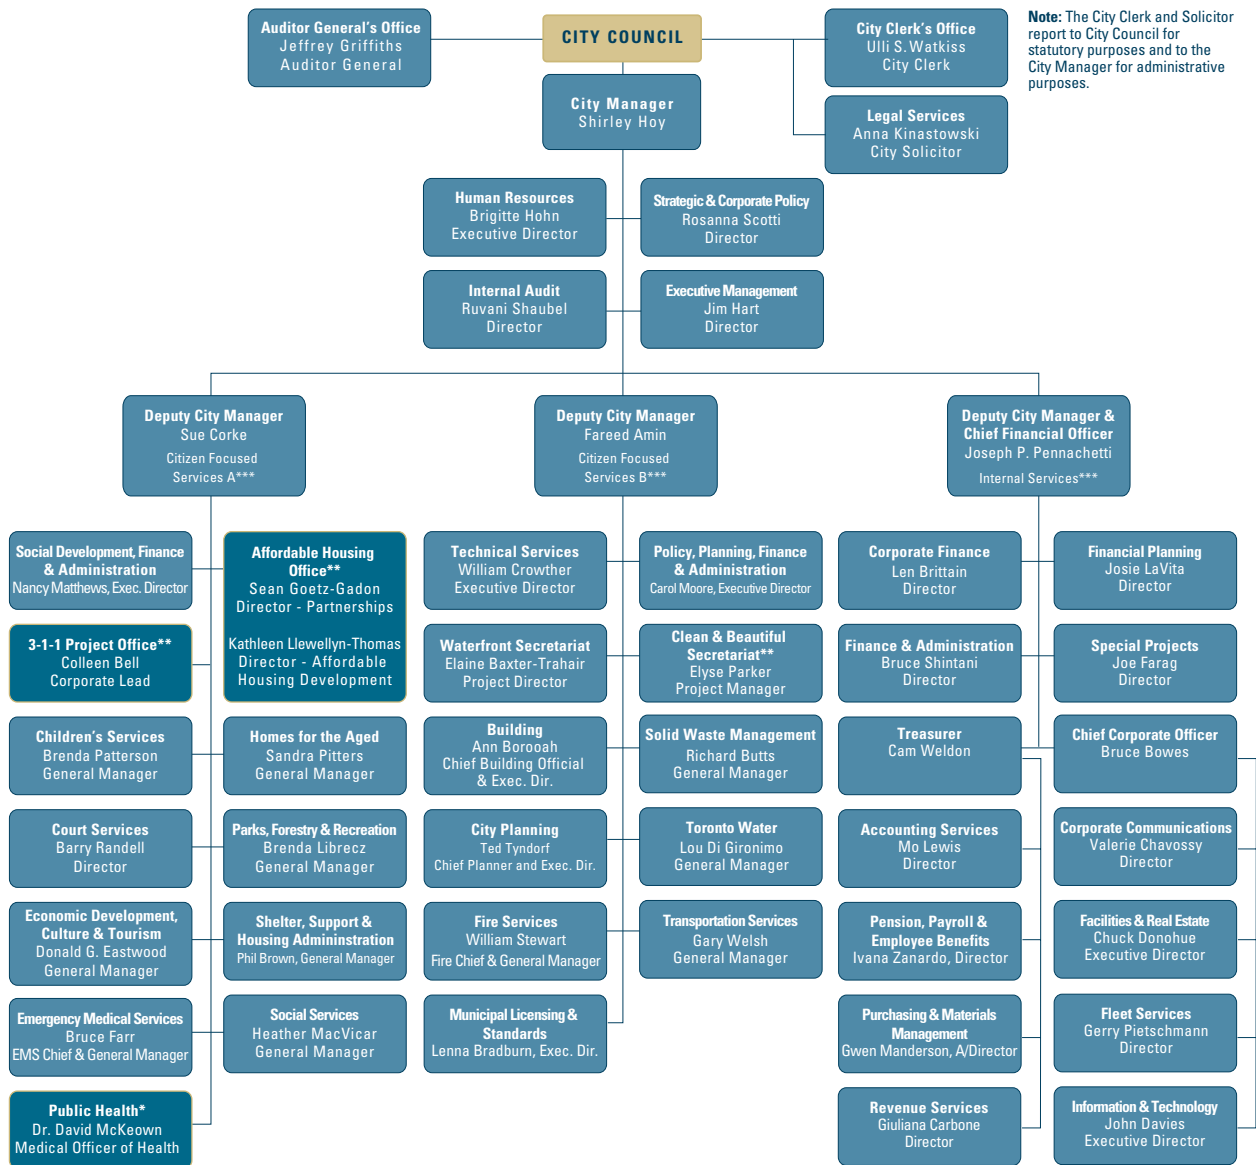 Auditor General's Office
Jeffrey Griffiths
Auditor General
CITY COUNCIL
City Clerk's Office
Ulli S. Watkiss
City Clerk
Note: The City Clerk and Solicitor
report to City Council for
statutory purposes and to the
City Manager for administrative
purposes.
City Manager
Shirley Hoy
Legal Services
Anna Kinastowski
City Solicitor
Human Resources
Brigitte Hohn
Executive Director
Strategic & Corporate Policy
Rosanna Scotti
Director
Internal Audit
Ruvani Shaubel
Director
Executive Management
Jim Hart
Director
Deputy City Manager
Sue Corke
Citizen Focused
Services A***
Deputy City Manager
Fareed Amin
Citizen Focused
Services B***
Deputy City Manager &
Chief Financial Officer
Joseph P. Pennachetti
Internal Services***
Social Development, Finance
& Administration
Nancy Matthews, Exec. Director
Affordable Housing
Office**
Sean Goetz-Gadon
Director - Partnerships
Kathleen Llewellyn-Thomas
Director - Affordable
Housing Development
3-1-1 Project Office**
Colleen Bell
Corporate Lead
Children's Services
Brenda Patterson
General Manager
Homes for the Aged
Sandra Pitters
General Manager
Court Services
Barry Randell
Director
Parks, Forestry & Recreation
Brenda Librecz
General Manager
Economic Development,
Culture & Tourism
Donald G. Eastwood
General Manager
Shelter, Support &
Housing Admininstration
Phil Brown, General Manager
Emergency Medical Services
Bruce Farr
EMS Chief & General Manager
Social Services
Heather MacVicar
General Manager
Public Health*
Dr. David McKeown
Medical Officer of Health
Technical Services
William Crowther
Executive Director
Policy, Planning, Finance
& Administration
Carol Moore, Executive Director
Waterfront Secretariat
Elaine Baxter-Trahair
Project Director
Clean & Beautiful
Secretariat**
Elyse Parker
Project Manager
Building
Ann Borooah
Chief Building Official
& Exec. Dir.
Solid Waste Management
Richard Butts
General Manager
City Planning
Ted Tyndorf
Chief Planner and Exec. Dir.
Toronto Water
Lou Di Gironimo
General Manager
Fire Services
William Stewart
Fire Chief & General Manager
Transportation Services
Gary Welsh
General Manager
Municipal Licensing &
Standards
Lenna Bradburn, Exec. Dir.
Corporate Finance
Len Brittain
Director
Financial Planning
Josie LaVita
Director
Finance & Administration
Bruce Shintani
Director
Special Projects
Joe Farag
Director
Treasurer
Cam Weldon
Chief Corporate Officer
Bruce Bowes
Accounting Services
Mo Lewis
Director
Corporate Communications
Valerie Chavossy
Director
Pension, Payroll &
Employee Benefits
Ivana Zanardo, Director
Facilities & Real Estate
Chuck Donohue
Executive Director
Purchasing & Materials
Management
Gwen Manderson, A/Director
Fleet Services
Gerry Pietschmann
Director
Revenue Services
Giuliana Carbone
Director
Information & Technology
John Davies
Executive Director